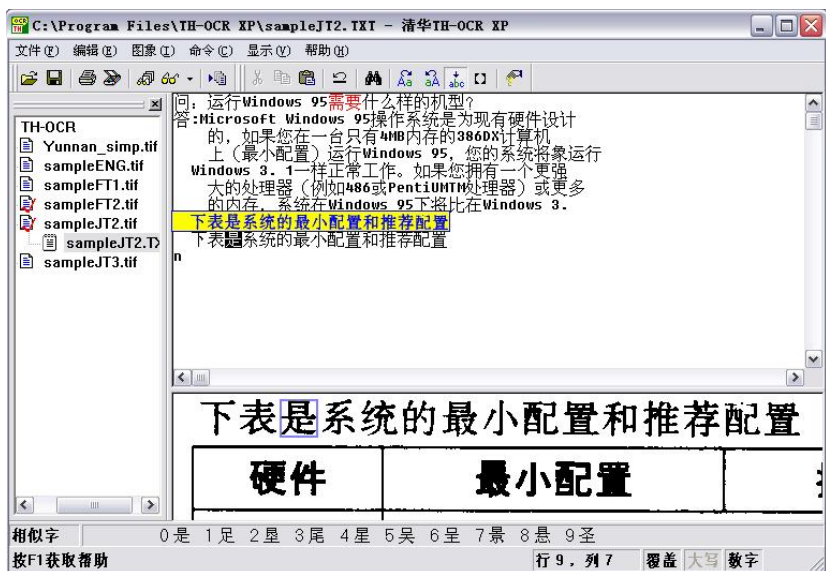 C:\Program Files\TH-OCR XP\sampleJT2.TXT - 清华TH-OCR XP
文件(F) 编辑(E) 图象(I) 命令(C) 显示(V) 帮助(H)
TH-OCR
Yunnan_simp.tif
sampleENG.tif
sampleFT1.tif
sampleFT2.tif
sampleJT2.tif
sampleJT2.T
sampleJT3.tif
问: 运行Windows 95需要什么样的机型?
答:Microsoft Windows 95操作系统是为现有硬件设计
的, 如果您在一台只有4MB内存的386DX计算机
上 (最小配置) 运行Windows 95, 您的系统将象运行
Windows 3. 1一样正常工作。如果您拥有一个更强
大的处理器 (例如486或PentiUMTM处理器) 或更多
的内存, 系统在Windows 95下将比在Windows 3.
下表是系统的最小配置和推荐配置
下表是系统的最小配置和推荐配置
n
下表是系统的最小配置和推荐配置
硬件 最小配置
相似字 0是 1足 2垦 3尾 4星 5吴 6呈 7景 8悬 9圣
按F1获取帮助 行 9, 列 7 覆盖 大写 数字